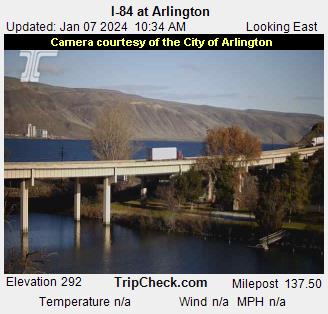 I-84 at Arlington
Updated: Jan 07 2024 10:34 AM Looking East
Camera courtesy of the City of Arlington
Elevation 292 TripCheck.com Milepost 137.50
Temperature n/a Wind n/a MPH n/a